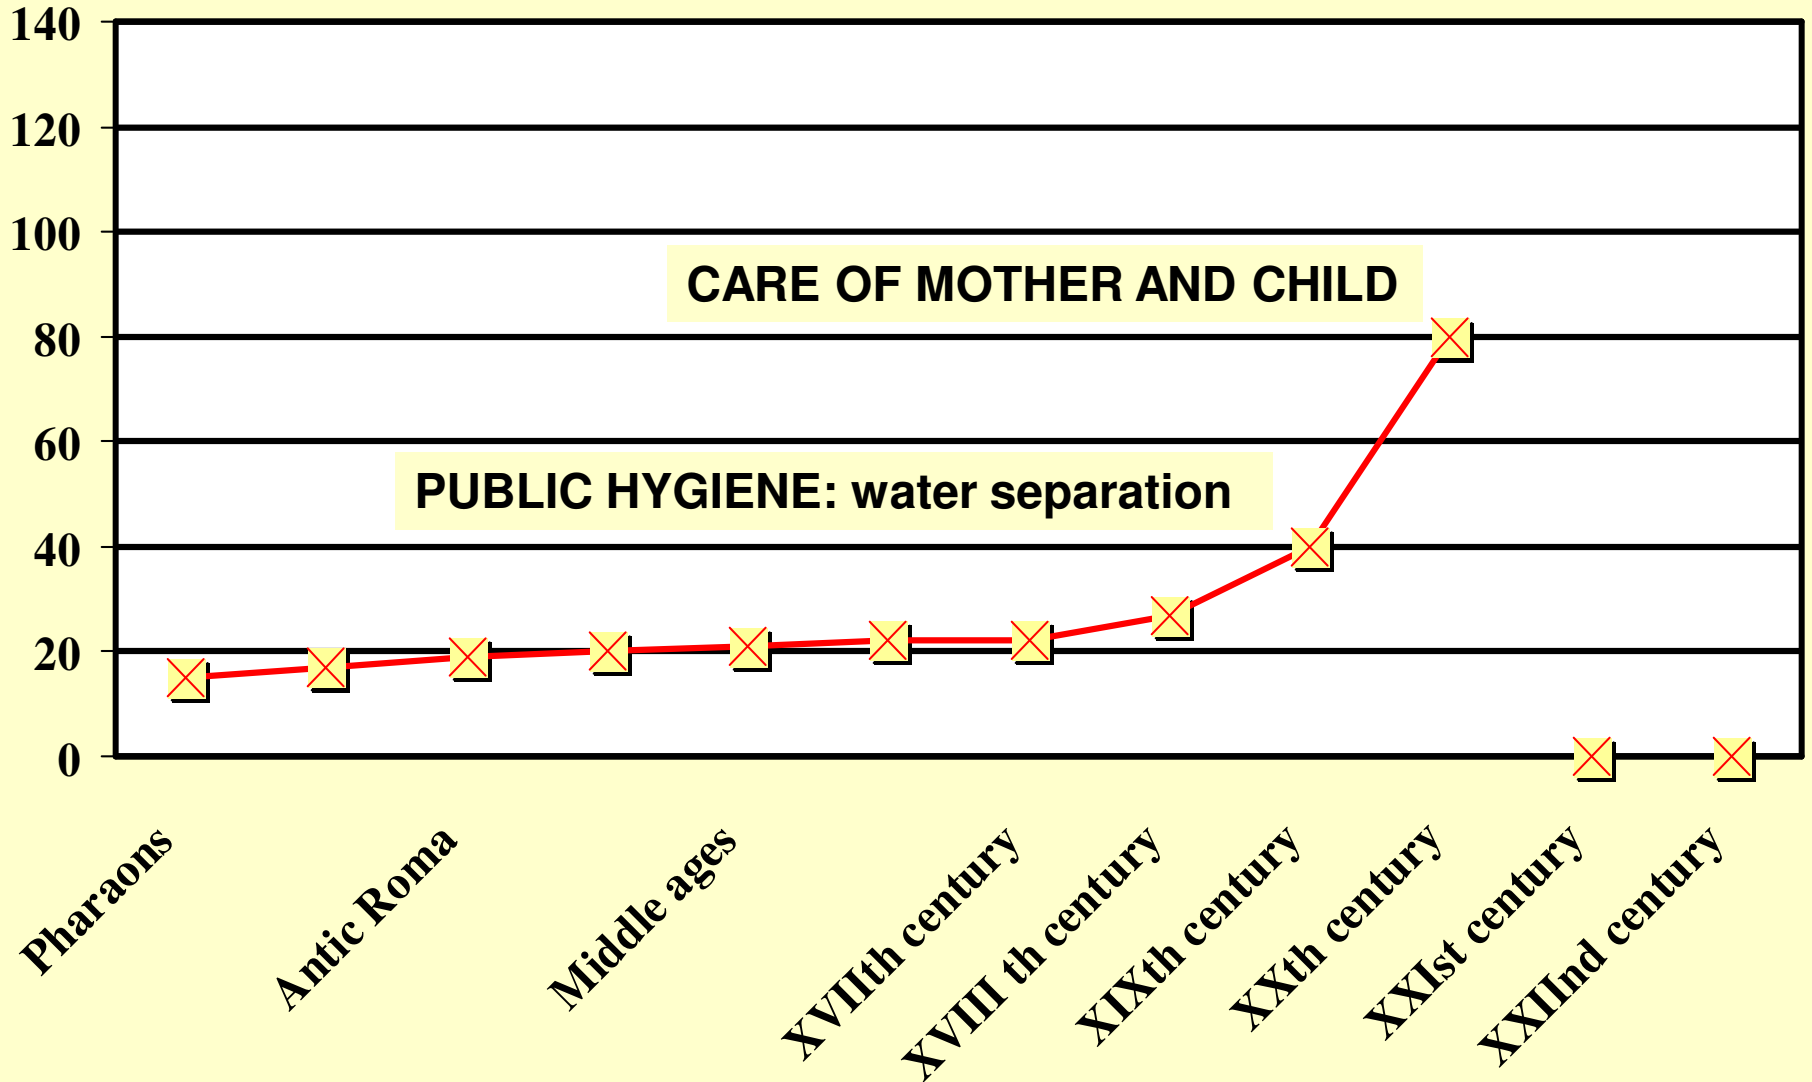 140
120
100
80
60
40
20
0
CARE OF MOTHER AND CHILD
PUBLIC HYGIENE: water separation
Pharaons
Antic Roma
Middle ages
XVIIth century
XVIII th century
XIXth century
XXth century
XXIst century
XXIInd century